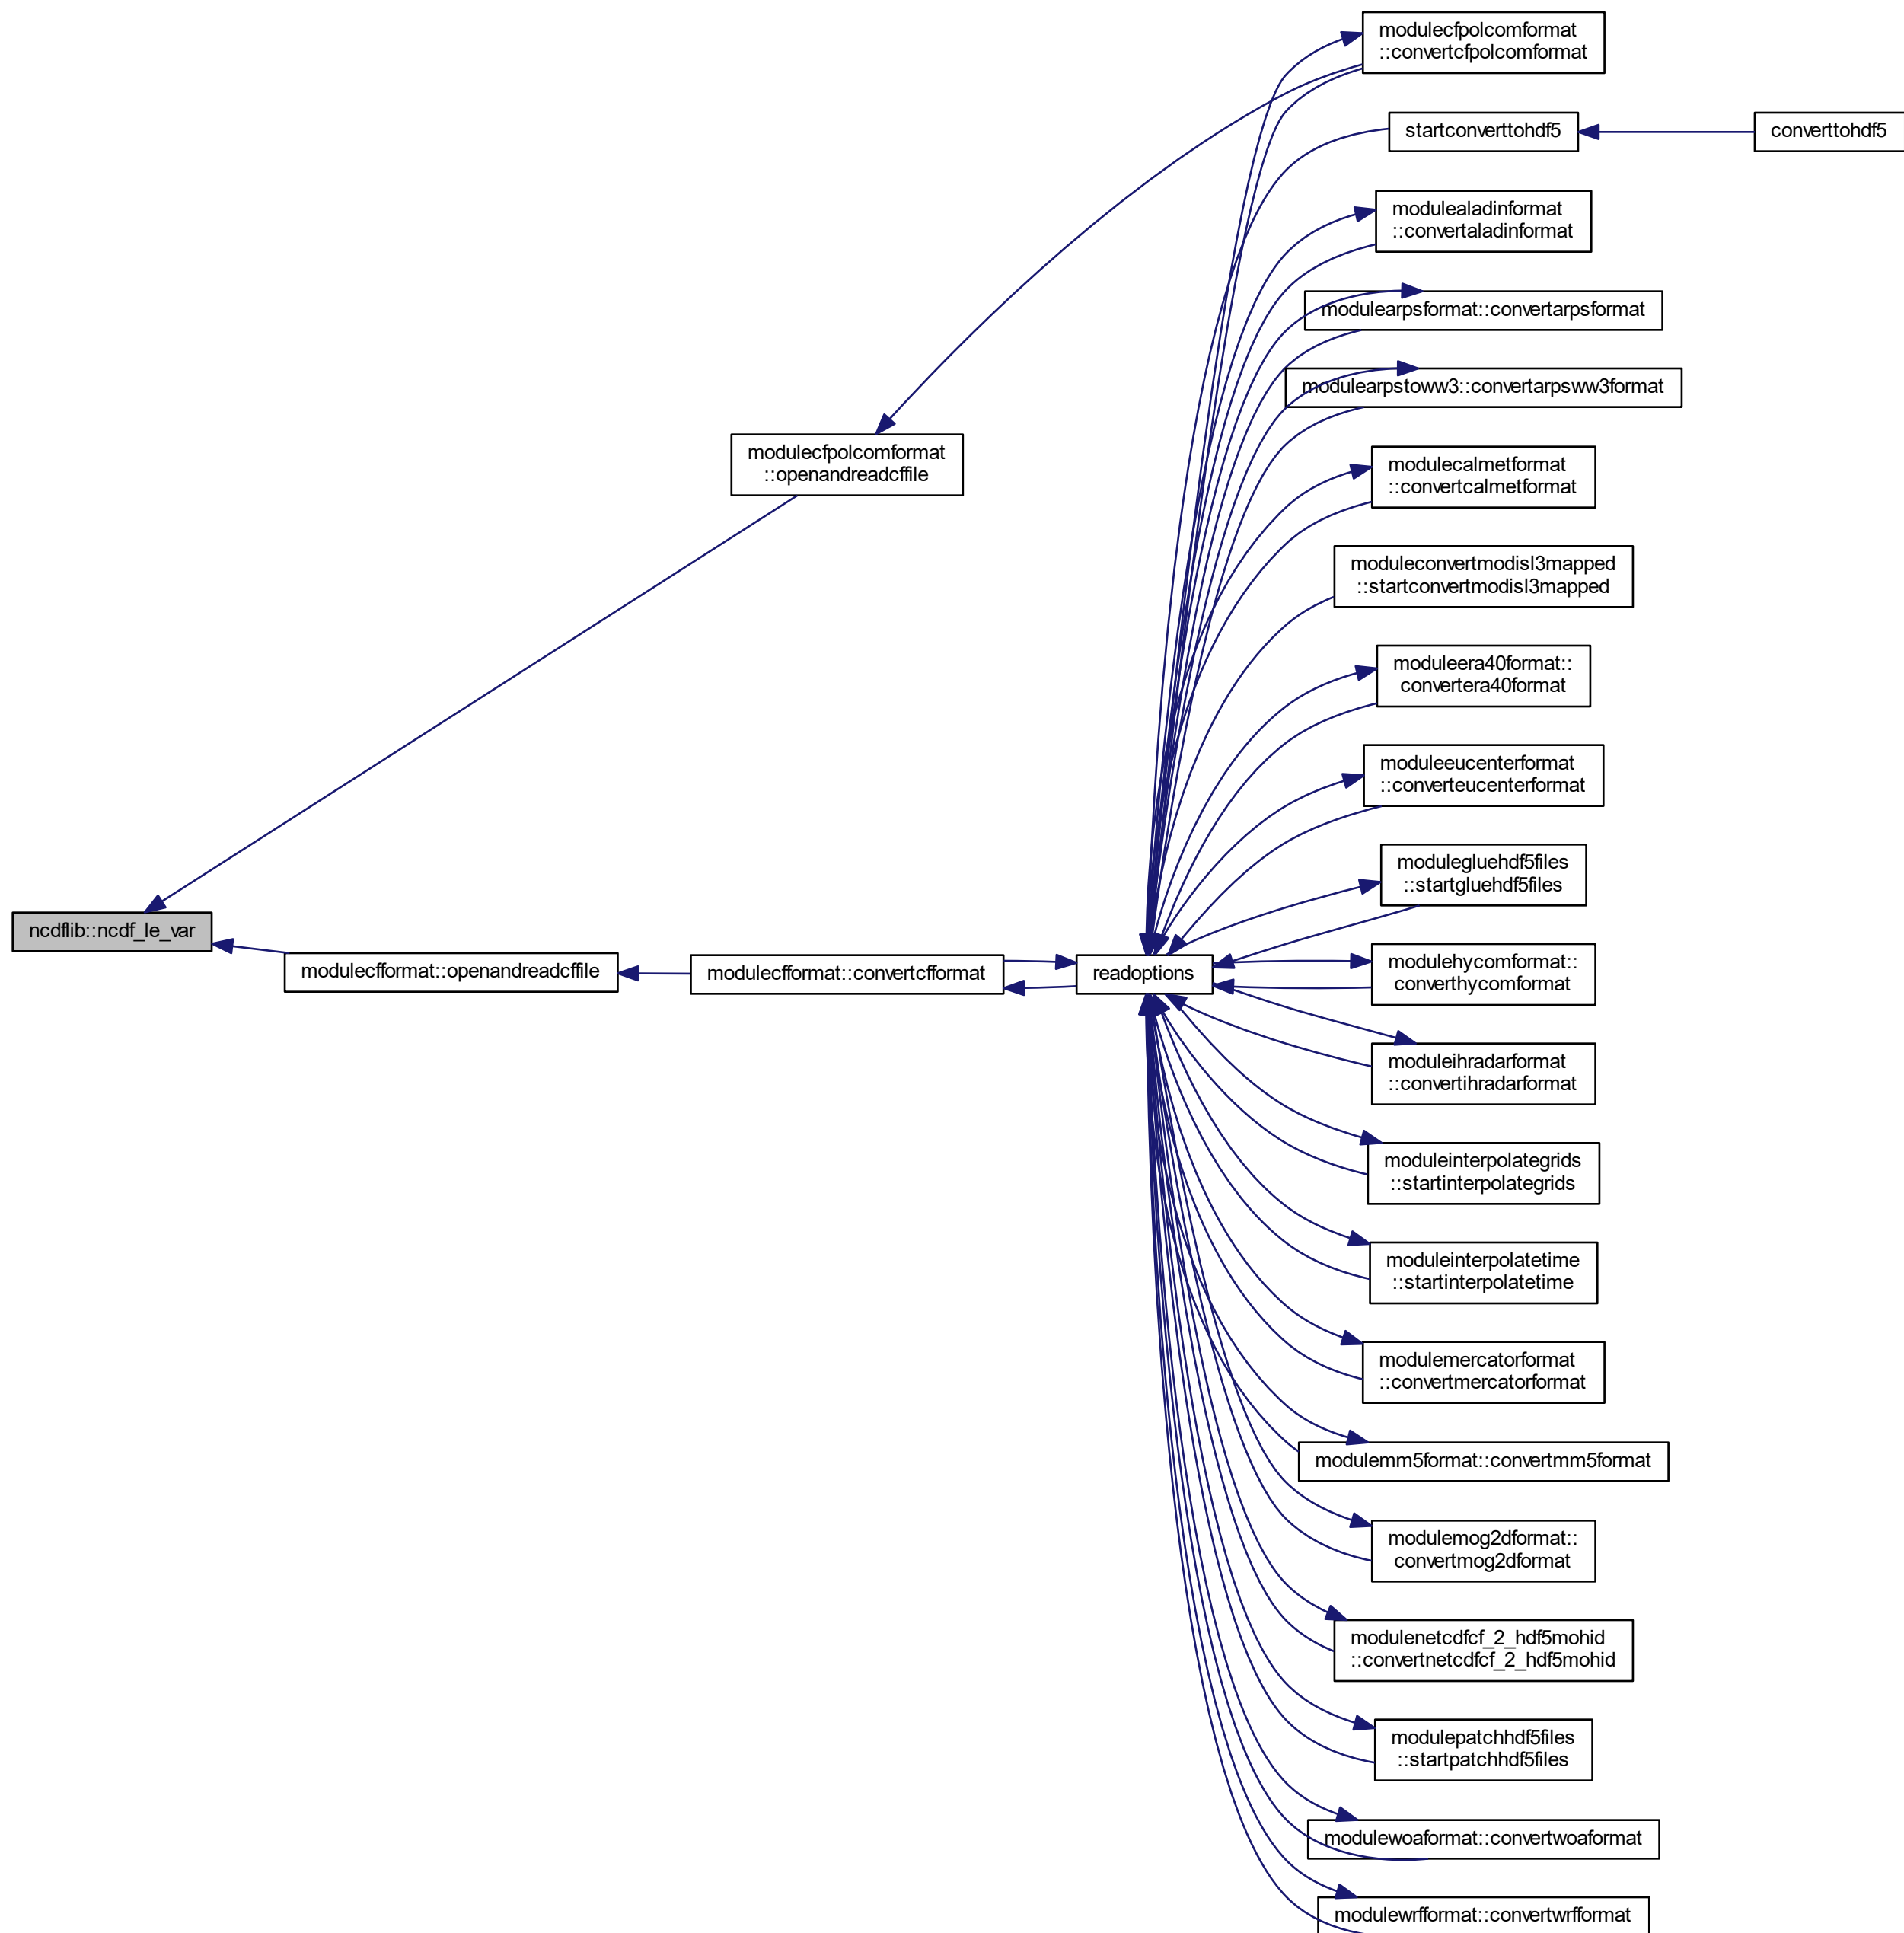 modulecfpolcomformat
::convertcfpolcomformat
startconverttohdf5
converttohdf5
modulealadinformat
::convertaladinformat
modulearpsformat::convertarpsformat
modulearpstoww3::convertarpsww3format
modulecfpolcomformat
::openandreadcffile
modulecalmetformat
::convertcalmetformat
moduleconvertmodisl3mapped
::startconvertmodisl3mapped
moduleera40format::
convertera40format
moduleeucenterformat
::converteucenterformat
modulegluehdf5files
::startgluehdf5files
ncdflib::ncdf_le_var
modulecfformat::openandreadcffile
modulecfformat::convertcfformat
readoptions
modulehycomformat::
converthycomformat
moduleihradarformat
::convertihradarformat
moduleinterpolategrids
::startinterpolategrids
moduleinterpolatetime
::startinterpolatetime
modulemercatorformat
::convertmercatorformat
modulemm5format::convertmm5format
modulemog2dformat::
convertmog2dformat
modulenetcdfcf_2_hdf5mohid
::convertnetcdfcf_2_hdf5mohid
modulepatchhdf5files
::startpatchhdf5files
modulewoaformat::convertwoaformat
modulewrfformat::convertwrfformat